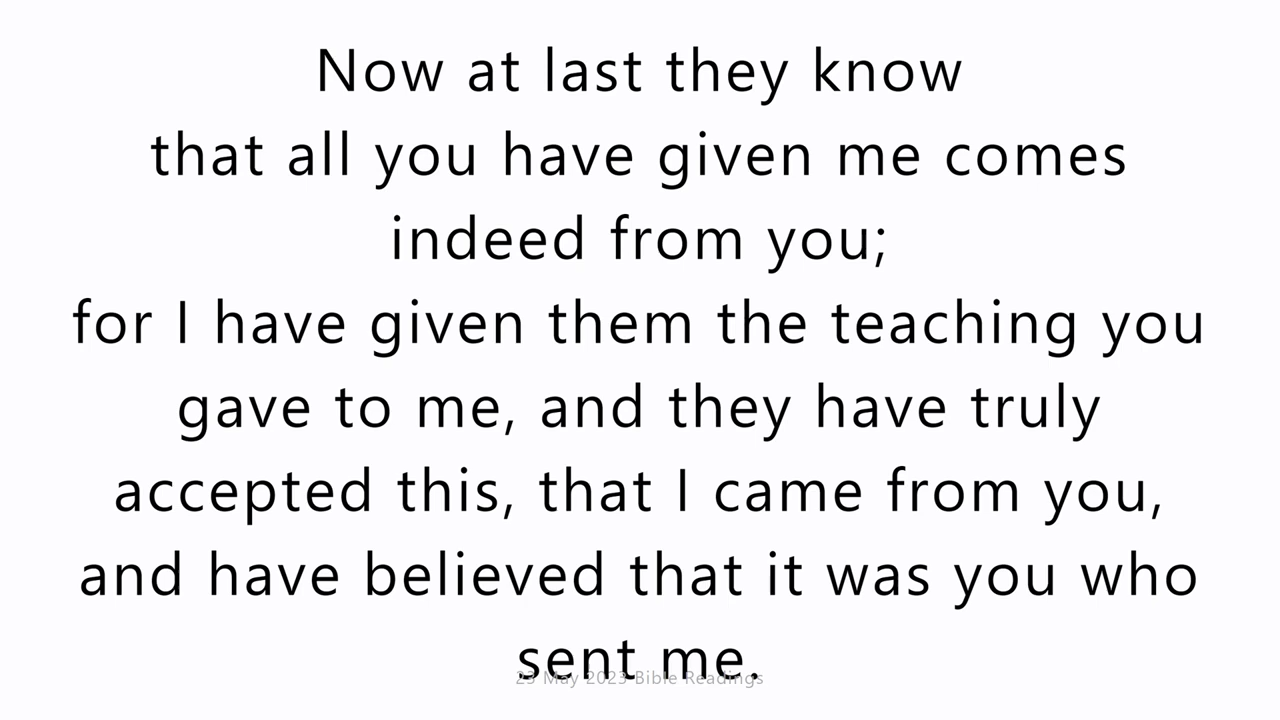 Now at last they know
that all you have given me comes
indeed from you;
for I have given them the teaching you
gave to me, and they have truly
accepted this, that I came from you,
and have believed that it was you who
sent me.
23 May 2023 Bible Readings